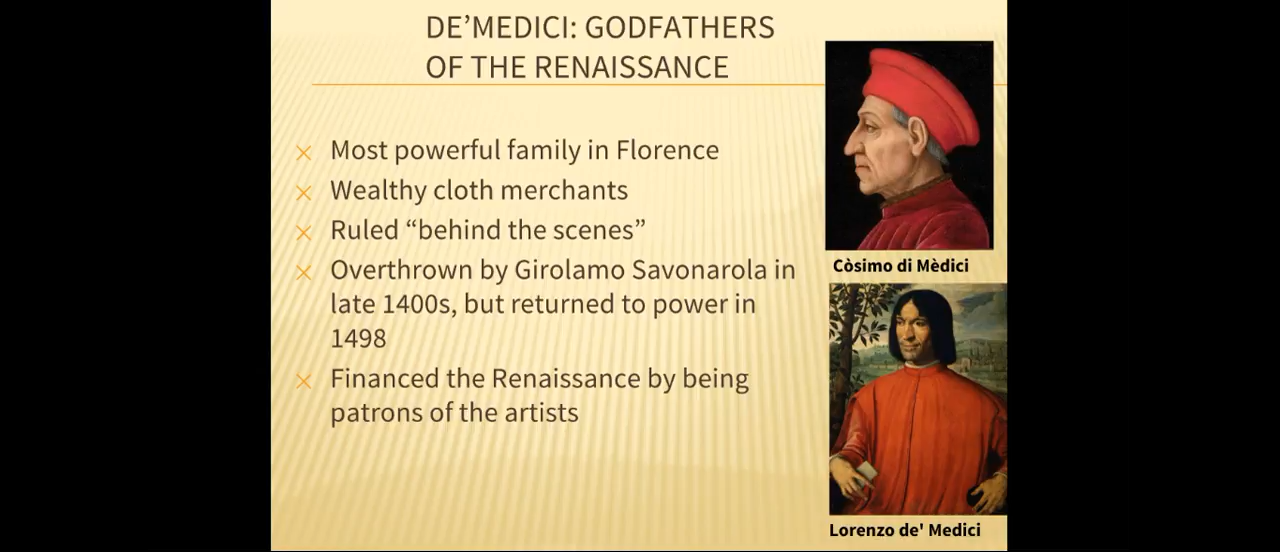 DE’MEDICI: GODFATHERS
OF THE RENAISSANCE
Most powerful family in Florence
Wealthy cloth merchants
Ruled “behind the scenes”
Overthrown by Girolamo Savonarola in
late 1400s, but returned to power in
1498
Financed the Renaissance by being
patrons of the artists
Còsimo di Mèdici
Lorenzo de' Medici